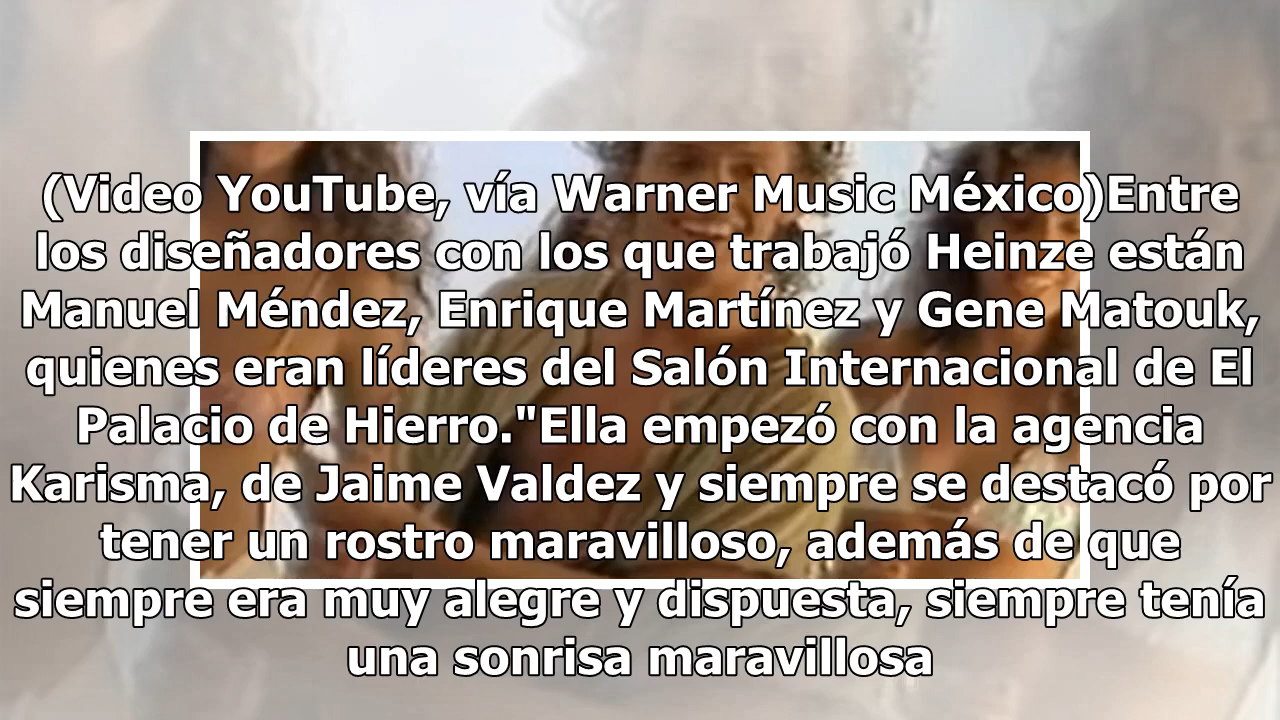 (Video YouTube, vía Warner Music México)Entre
los diseñadores con los que trabajó Heinze están
Manuel Méndez, Enrique Martínez y Gene Matouk,
quienes eran líderes del Salón Internacional de El
Palacio de Hierro."Ella empezó con la agencia
Karisma, de Jaime Valdez y siempre se destacó por
tener un rostro maravilloso, además de que
siempre era muy alegre y dispuesta, siempre tenía
una sonrisa maravillosa